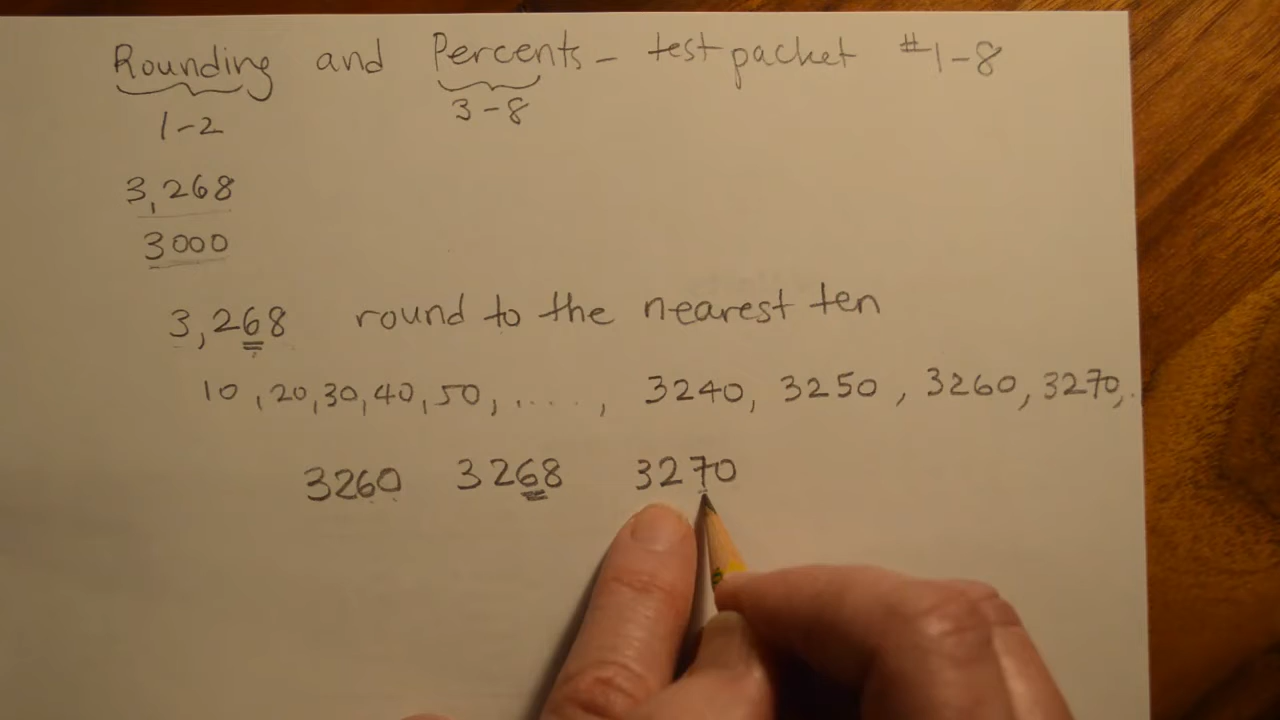 Rounding and Percents - test packet #1-8
1-2 3-8
3,268
3000
3,268 round to the nearest ten
10, 20, 30, 40, 50, ...., 3240, 3250, 3260, 3270,.
3260 3268 3270